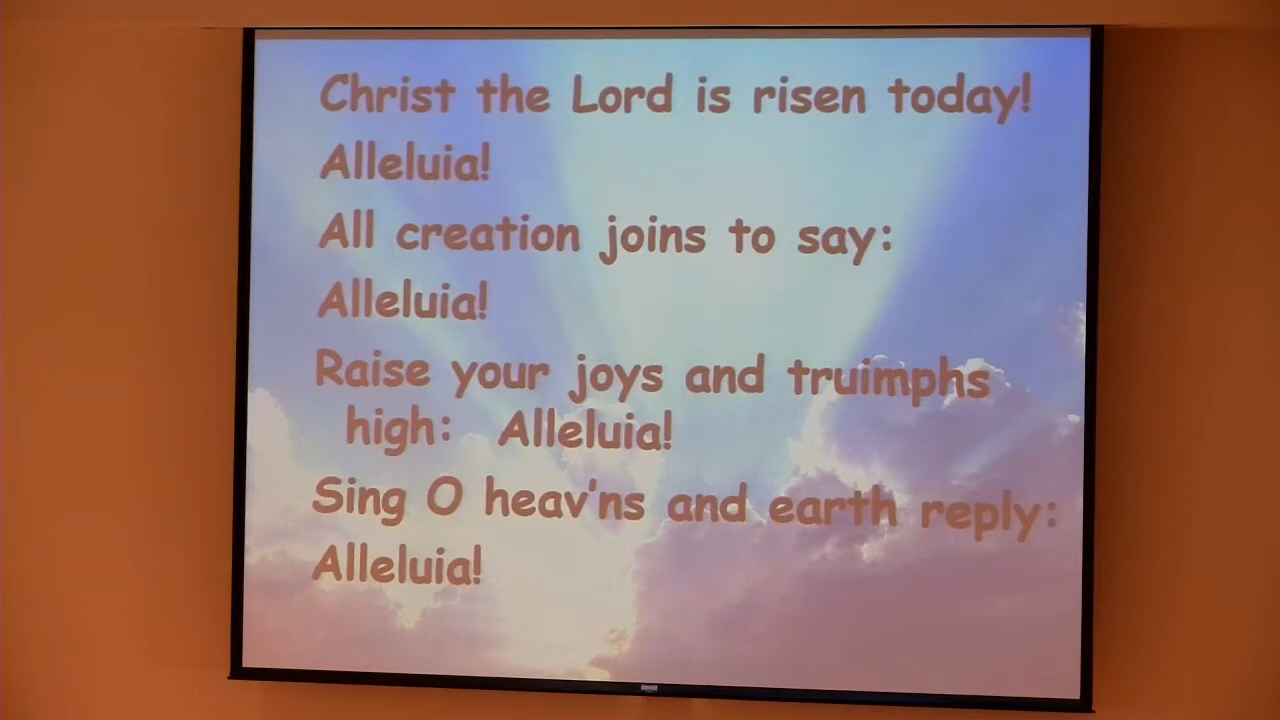 Christ the Lord is risen today!
Alleluia!
All creation joins to say:
Alleluia!
Raise your joys and truimphs
high: Alleluia!
Sing O heav'ns and earth reply:
Alleluia!